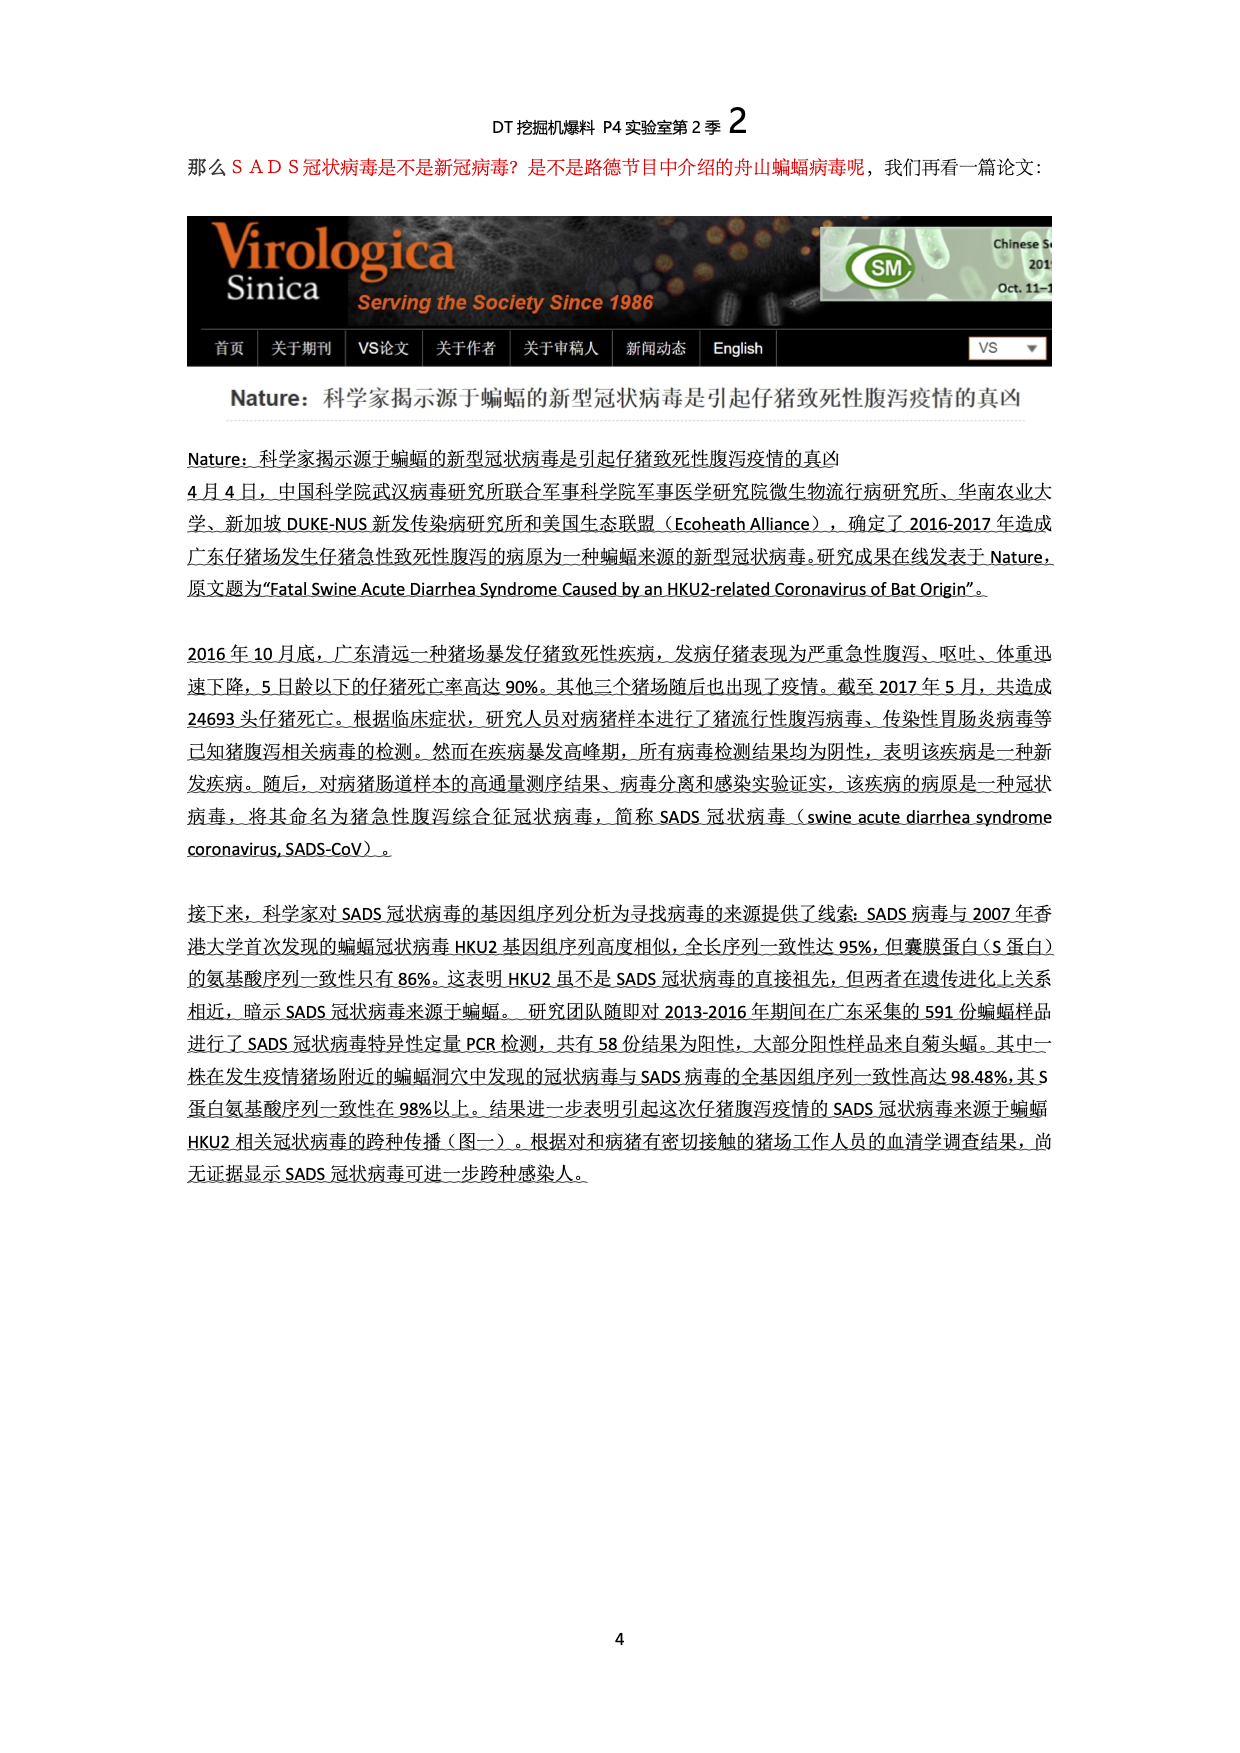 DT 挖掘机爆料 P4 实验室第 2 季 2
那么ＳＡＤＳ冠状病毒是不是新冠病毒？是不是路德节目中介绍的舟山蝙蝠病毒呢，我们再看一篇论文：
Virologica
Sinica
Serving the Society Since 1986
SM
Chinese S
201
Oct. 11–1
首页 关于期刊 VS论文 关于作者 关于审稿人 新闻动态 English VS
Nature：科学家揭示源于蝙蝠的新型冠状病毒是引起仔猪致死性腹泻疫情的真凶
Nature：科学家揭示源于蝙蝠的新型冠状病毒是引起仔猪致死性腹泻疫情的真凶
4 月 4 日，中国科学院武汉病毒研究所联合军事科学院军事医学研究院微生物流行病研究所、华南农业大
学、新加坡 DUKE-NUS 新发传染病研究所和美国生态联盟（Ecoheath Alliance），确定了 2016-2017 年造成
广东仔猪场发生仔猪急性致死性腹泻的病原为一种蝙蝠来源的新型冠状病毒。研究成果在线发表于 Nature，
原文题为“Fatal Swine Acute Diarrhea Syndrome Caused by an HKU2-related Coronavirus of Bat Origin”。
2016 年 10 月底，广东清远一种猪场暴发仔猪致死性疾病，发病仔猪表现为严重急性腹泻、呕吐、体重迅
速下降，5 日龄以下的仔猪死亡率高达 90%。其他三个猪场随后也出现了疫情。截至 2017 年 5 月，共造成
24693 头仔猪死亡。根据临床症状，研究人员对病猪样本进行了猪流行性腹泻病毒、传染性胃肠炎病毒等
已知猪腹泻相关病毒的检测。然而在疾病暴发高峰期，所有病毒检测结果均为阴性，表明该疾病是一种新
发疾病。随后，对病猪肠道样本的高通量测序结果、病毒分离和感染实验证实，该疾病的病原是一种冠状
病毒，将其命名为猪急性腹泻综合征冠状病毒，简称 SADS 冠状病毒（swine acute diarrhea syndrome
coronavirus, SADS-CoV）。
接下来，科学家对 SADS 冠状病毒的基因组序列分析为寻找病毒的来源提供了线索: SADS 病毒与 2007 年香
港大学首次发现的蝙蝠冠状病毒 HKU2 基因组序列高度相似，全长序列一致性达 95%，但囊膜蛋白（S 蛋白）
的氨基酸序列一致性只有 86%。这表明 HKU2 虽不是 SADS 冠状病毒的直接祖先，但两者在遗传进化上关系
相近，暗示 SADS 冠状病毒来源于蝙蝠。 研究团队随即对 2013-2016 年期间在广东采集的 591 份蝙蝠样品
进行了 SADS 冠状病毒特异性定量 PCR 检测，共有 58 份结果为阳性，大部分阳性样品来自菊头蝠。其中一
株在发生疫情猪场附近的蝙蝠洞穴中发现的冠状病毒与 SADS 病毒的全基因组序列一致性高达 98.48%，其 S
蛋白氨基酸序列一致性在 98%以上。结果进一步表明引起这次仔猪腹泻疫情的 SADS 冠状病毒来源于蝙蝠
HKU2 相关冠状病毒的跨种传播（图一）。根据对和病猪有密切接触的猪场工作人员的血清学调查结果，尚
无证据显示 SADS 冠状病毒可进一步跨种感染人。
4